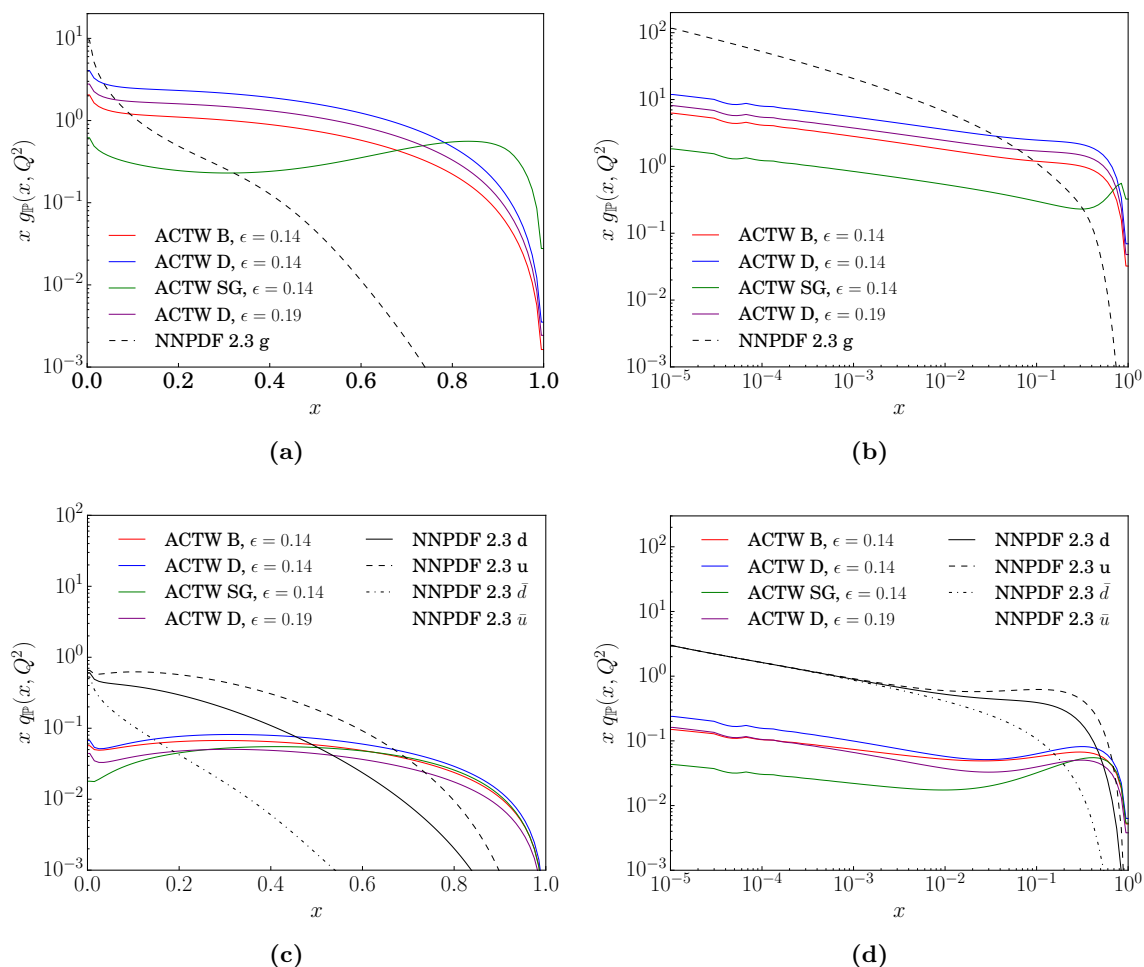 10^1
10^0
10^-1
10^-2
10^-3
x g_ℙ(x, Q^2)
ACTW B, ϵ = 0.14
ACTW D, ϵ = 0.14
ACTW SG, ϵ = 0.14
ACTW D, ϵ = 0.19
NNPDF 2.3 g
0.0 0.2 0.4 0.6 0.8 1.0
x
(a)
10^2
10^1
10^0
10^-1
10^-2
10^-3
x g_ℙ(x, Q^2)
ACTW B, ϵ = 0.14
ACTW D, ϵ = 0.14
ACTW SG, ϵ = 0.14
ACTW D, ϵ = 0.19
NNPDF 2.3 g
10^-5 10^-4 10^-3 10^-2 10^-1 10^0
x
(b)
10^2
10^1
10^0
10^-1
10^-2
10^-3
x q_ℙ(x, Q^2)
ACTW B, ϵ = 0.14
ACTW D, ϵ = 0.14
ACTW SG, ϵ = 0.14
ACTW D, ϵ = 0.19
NNPDF 2.3 d
NNPDF 2.3 u
NNPDF 2.3 d̄
NNPDF 2.3 ū
0.0 0.2 0.4 0.6 0.8 1.0
x
(c)
10^2
10^1
10^0
10^-1
10^-2
10^-3
x q_ℙ(x, Q^2)
ACTW B, ϵ = 0.14
ACTW D, ϵ = 0.14
ACTW SG, ϵ = 0.14
ACTW D, ϵ = 0.19
NNPDF 2.3 d
NNPDF 2.3 u
NNPDF 2.3 d̄
NNPDF 2.3 ū
10^-5 10^-4 10^-3 10^-2 10^-1 10^0
x
(d)